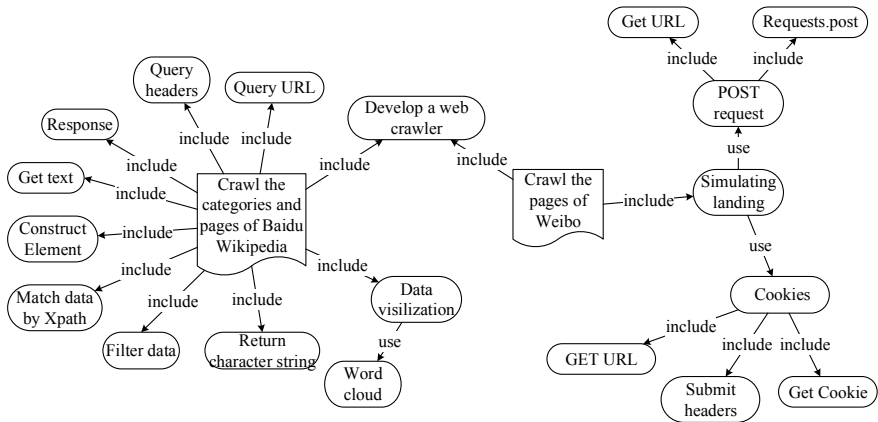 Get URL
Requests.post
include
include
POST
request
use
Simulating
landing
Query
headers
Query URL
Develop a web
crawler
Response
include
include
include
include
include
Get text
include
Crawl the
categories and
pages of Baidu
Wikipedia
Crawl the
pages of
Weibo
include
Construct
Element
include
include
include
use
Match data
by Xpath
include
include
Data
visilization
Cookies
Filter data
Return
character string
use
Word
cloud
include
include
include
GET URL
Submit
headers
Get Cookie